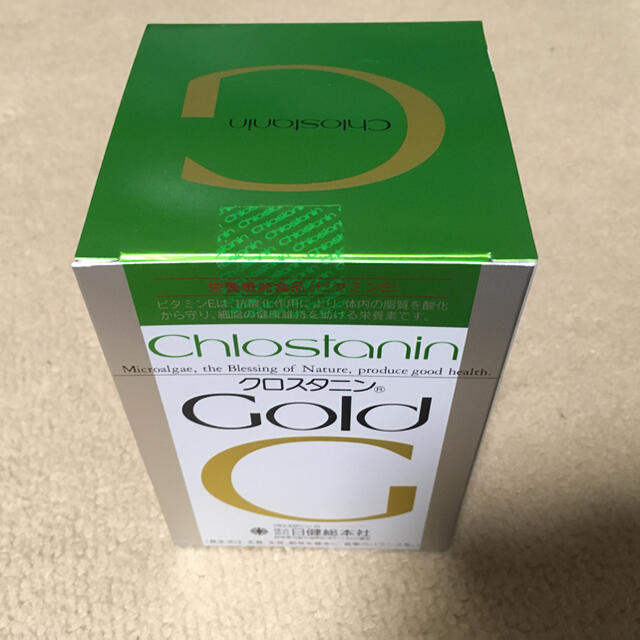 Chlostanin
栄養機能食品（ビタミンE）
ビタミンEは、抗酸化作用により、体内の脂質を酸化
から守り、細胞の健康維持を助ける栄養素です。
Chlostanin
Microalgae, the Blessing of Nature, produce good health.
クロスタニン®
Gold
G
日健総本社